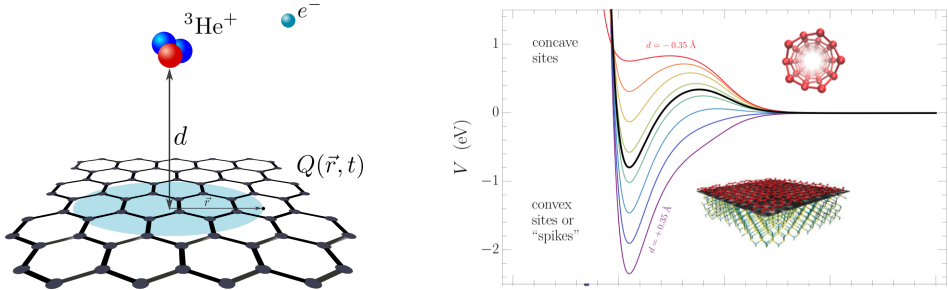 ³He⁺
e⁻
d
Q(r⃗, t)
r⃗
V (eV)
1
0
−1
−2
concave
sites
d = −0.35 Å
convex
sites or
“spikes”
d = +0.35 Å